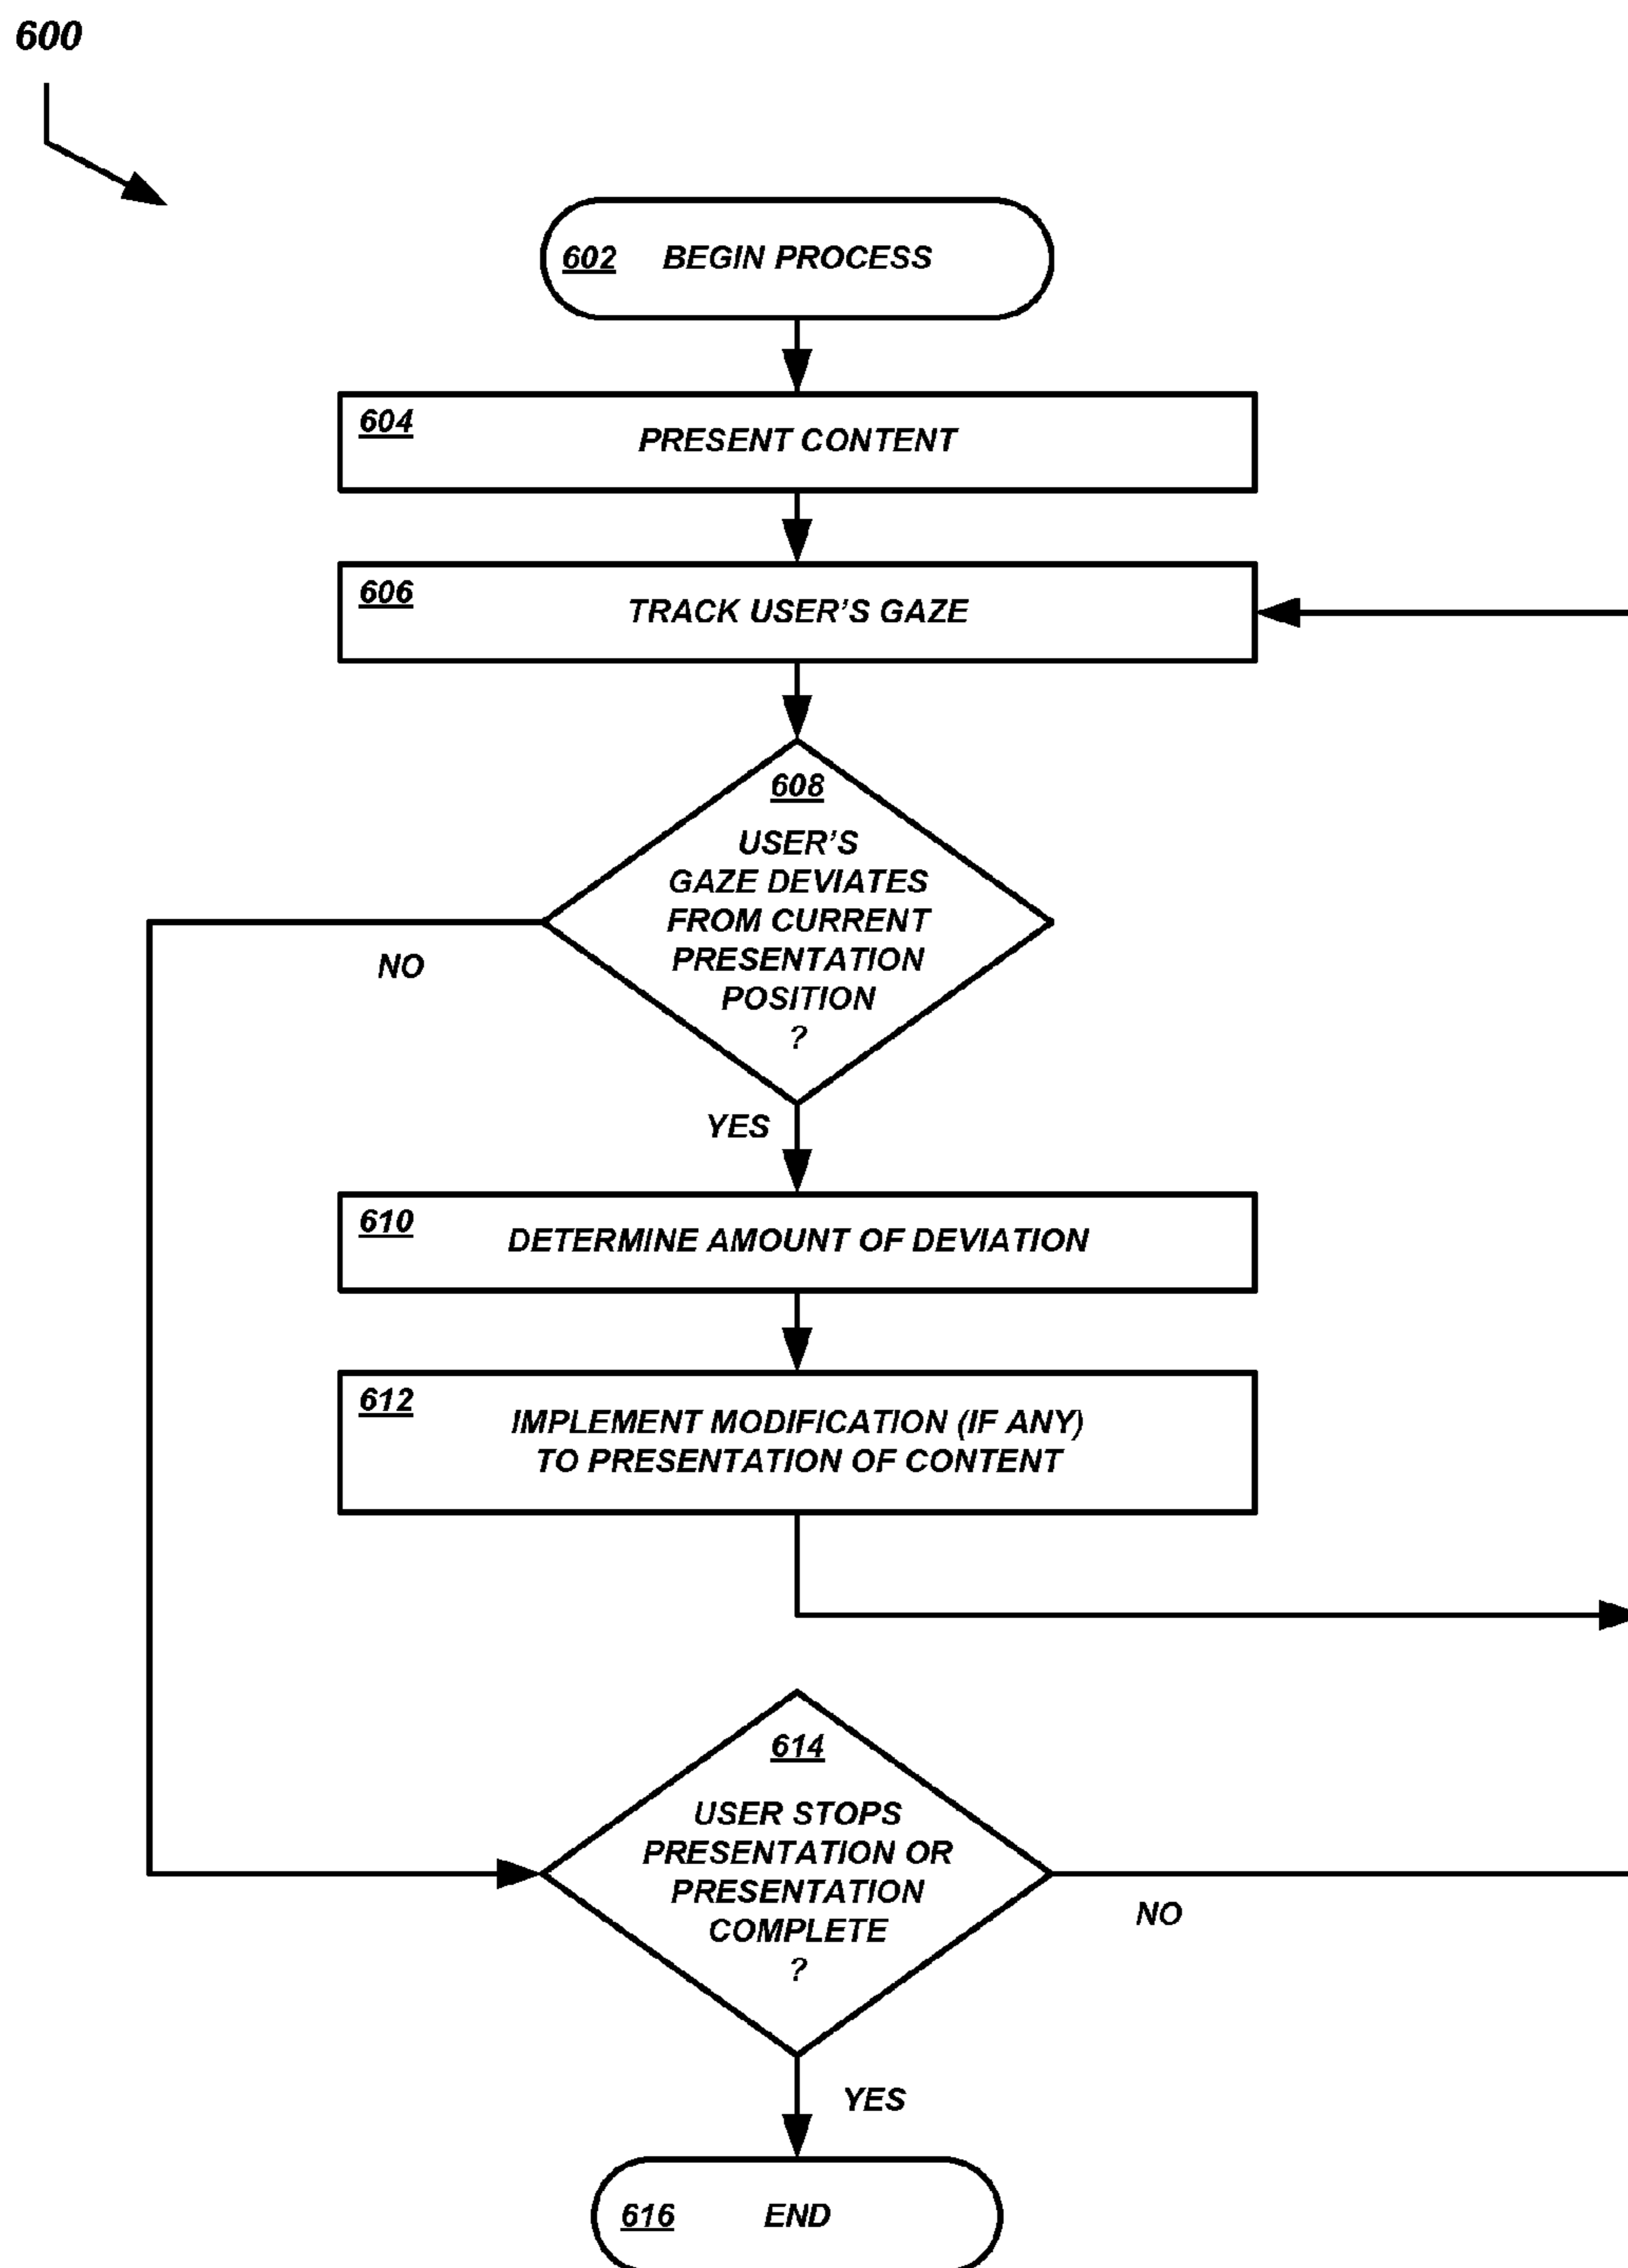 600
602 BEGIN PROCESS
604
PRESENT CONTENT
606
TRACK USER'S GAZE
608
USER'S
GAZE DEVIATES
FROM CURRENT
PRESENTATION
POSITION
?
NO
YES
610
DETERMINE AMOUNT OF DEVIATION
612
IMPLEMENT MODIFICATION (IF ANY)
TO PRESENTATION OF CONTENT
614
USER STOPS
PRESENTATION OR
PRESENTATION
COMPLETE
?
NO
YES
616 END